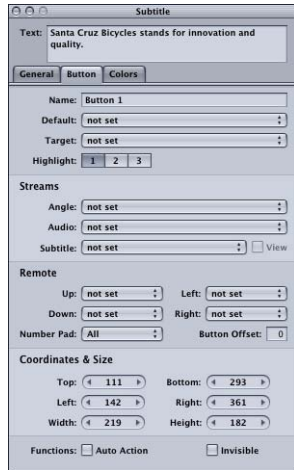 Subtitle
Text: Santa Cruz Bicycles stands for innovation and
quality.
General Button Colors
Name: Button 1
Default: not set
Target: not set
Highlight: 1 2 3
Streams
Angle: not set
Audio: not set
Subtitle: not set View
Remote
Up: not set Left: not set
Down: not set Right: not set
Number Pad: All Button Offset: 0
Coordinates & Size
Top: 111 Bottom: 293
Left: 142 Right: 361
Width: 219 Height: 182
Functions: Auto Action Invisible